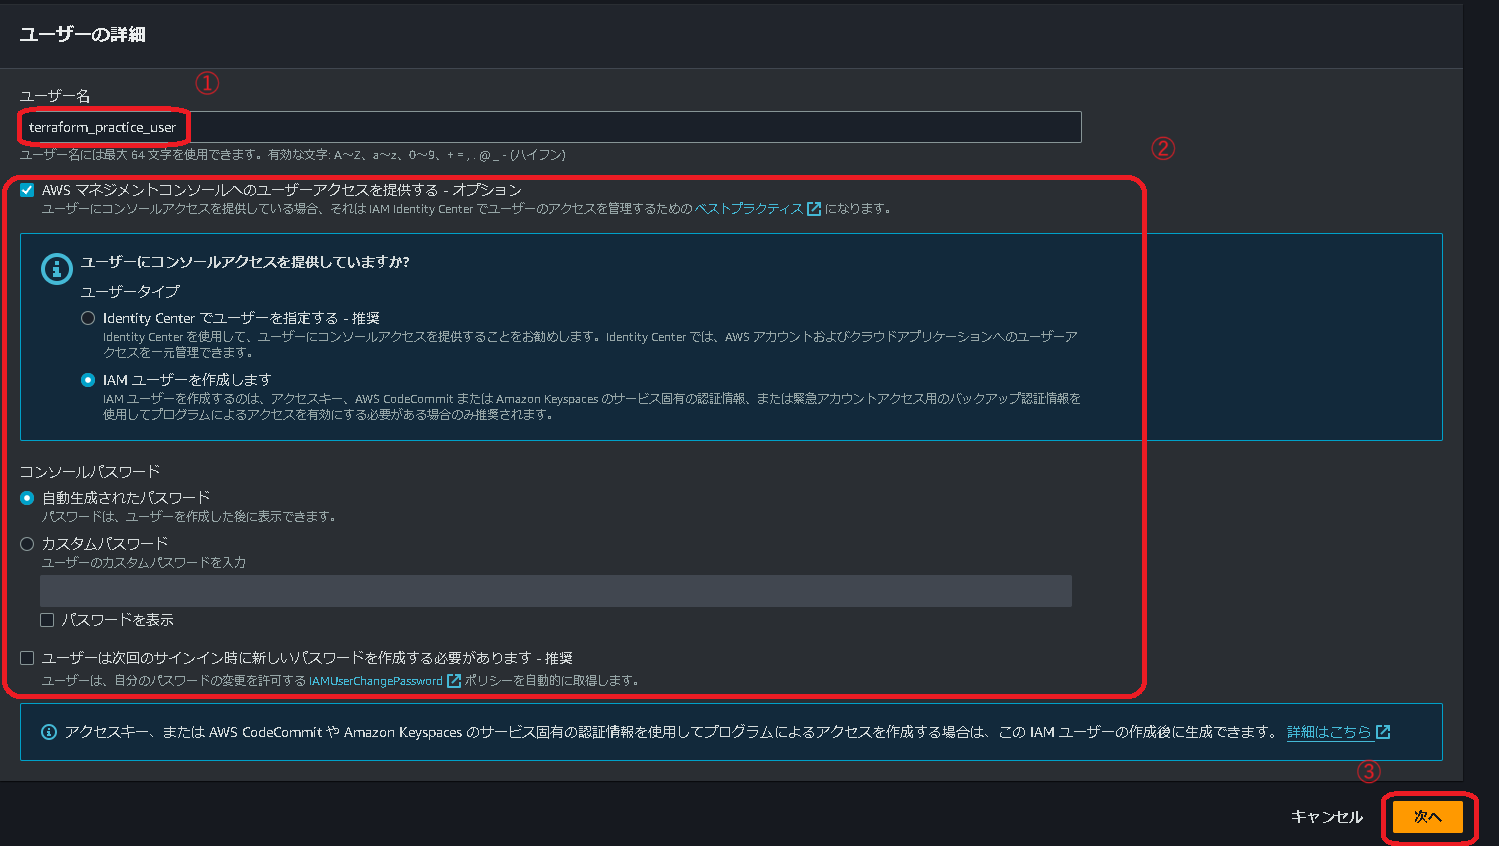 ユーザーの詳細
①
ユーザー名
terraform_practice_user
ユーザー名には最大 64 文字を使用できます。有効な文字: A～Z、a～z、0～9、+ = , . @ _ - (ハイフン)
②
AWS マネジメントコンソールへのユーザーアクセスを提供する - オプション
ユーザーにコンソールアクセスを提供している場合、それは IAM Identity Center でユーザーのアクセスを管理するための ベストプラクティス になります。
ユーザーにコンソールアクセスを提供していますか?
ユーザータイプ
Identity Center でユーザーを指定する - 推奨
Identity Center を使用して、ユーザーにコンソールアクセスを提供することをお勧めします。Identity Center では、AWS アカウントおよびクラウドアプリケーションへのユーザーア
クセスを一元管理できます。
IAM ユーザーを作成します
IAM ユーザーを作成するのは、アクセスキー、AWS CodeCommit または Amazon Keyspaces のサービス固有の認証情報、または緊急アカウントアクセス用のバックアップ認証情報を
使用してプログラムによるアクセスを有効にする必要がある場合のみ推奨されます。
コンソールパスワード
自動生成されたパスワード
パスワードは、ユーザーを作成した後に表示できます。
カスタムパスワード
ユーザーのカスタムパスワードを入力
パスワードを表示
ユーザーは次回のサインイン時に新しいパスワードを作成する必要があります - 推奨
ユーザーは、自分のパスワードの変更を許可する IAMUserChangePassword ポリシーを自動的に取得します。
アクセスキー、または AWS CodeCommit や Amazon Keyspaces のサービス固有の認証情報を使用してプログラムによるアクセスを作成する場合は、この IAM ユーザーの作成後に生成できます。 詳細はこちら
③
キャンセル
次へ